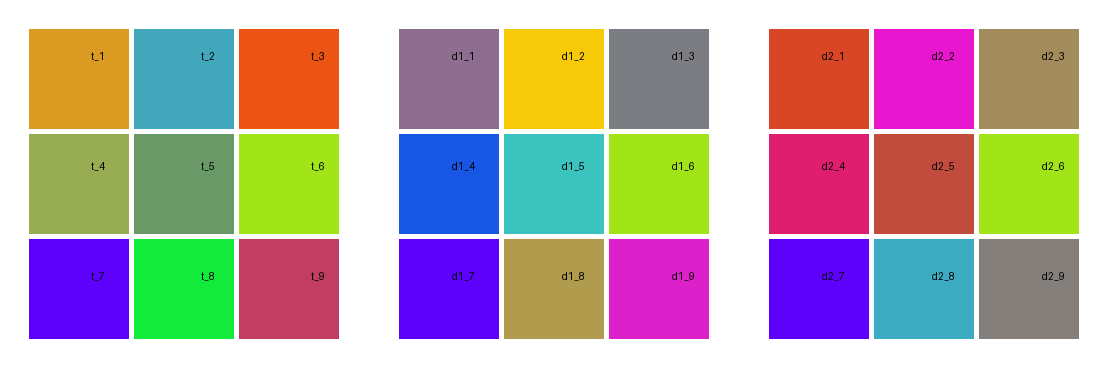 t_1 t_2 t_3 d1_1 d1_2 d1_3 d2_1 d2_2 d2_3
t_4 t_5 t_6 d1_4 d1_5 d1_6 d2_4 d2_5 d2_6
t_7 t_8 t_9 d1_7 d1_8 d1_9 d2_7 d2_8 d2_9